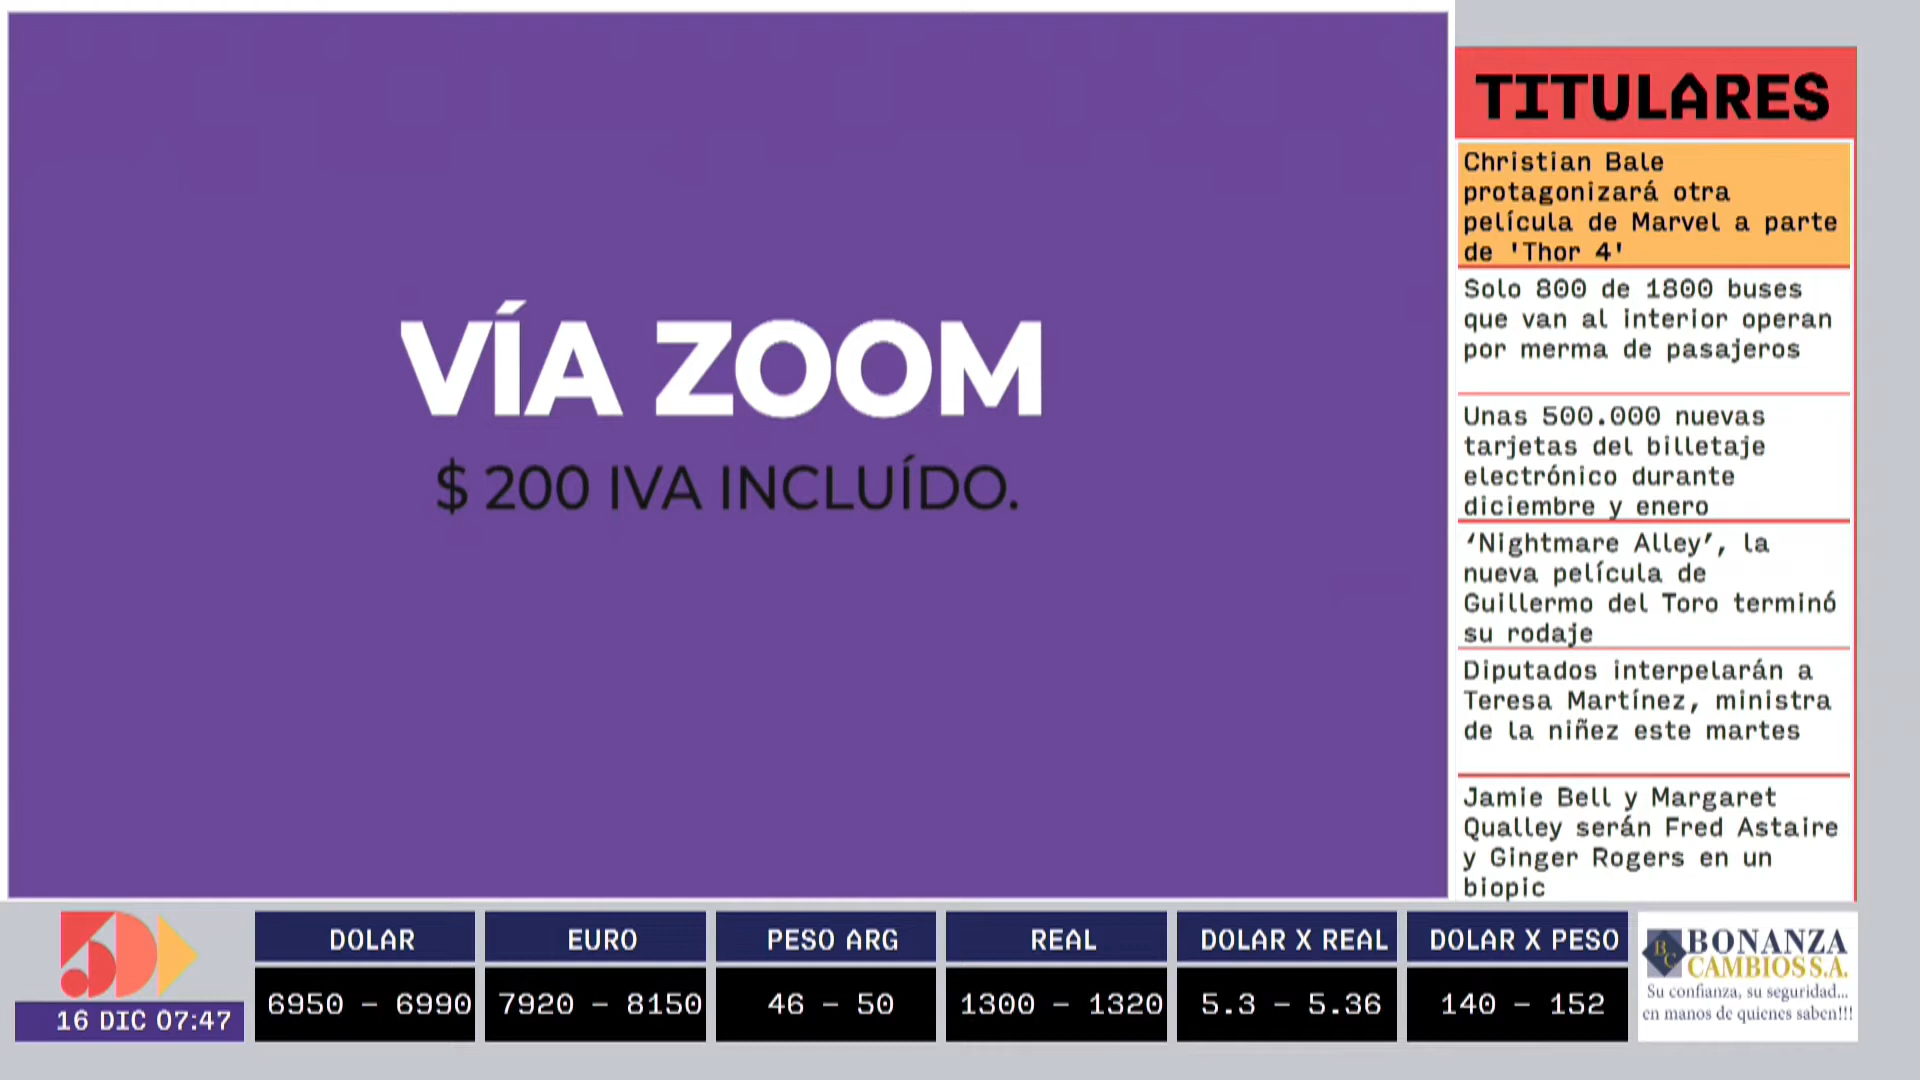 VÍA ZOOM
$ 200 IVA INCLUÍDO.
TITULARES
Christian Bale
protagonizará otra
película de Marvel a parte
de 'Thor 4'
Solo 800 de 1800 buses
que van al interior operan
por merma de pasajeros
Unas 500.000 nuevas
tarjetas del billetaje
electrónico durante
diciembre y enero
‘Nightmare Alley’, la
nueva película de
Guillermo del Toro terminó
su rodaje
Diputados interpelarán a
Teresa Martínez, ministra
de la niñez este martes
Jamie Bell y Margaret
Qualley serán Fred Astaire
y Ginger Rogers en un
biopic
5D
16 DIC 07:47
DOLAR
6950 – 6990
EURO
7920 – 8150
PESO ARG
46 – 50
REAL
1300 – 1320
DOLAR X REAL
5.3 – 5.36
DOLAR X PESO
140 – 152
BC
BONANZA
CAMBIOS S.A.
Su confianza, su seguridad...
en manos de quienes saben!!!